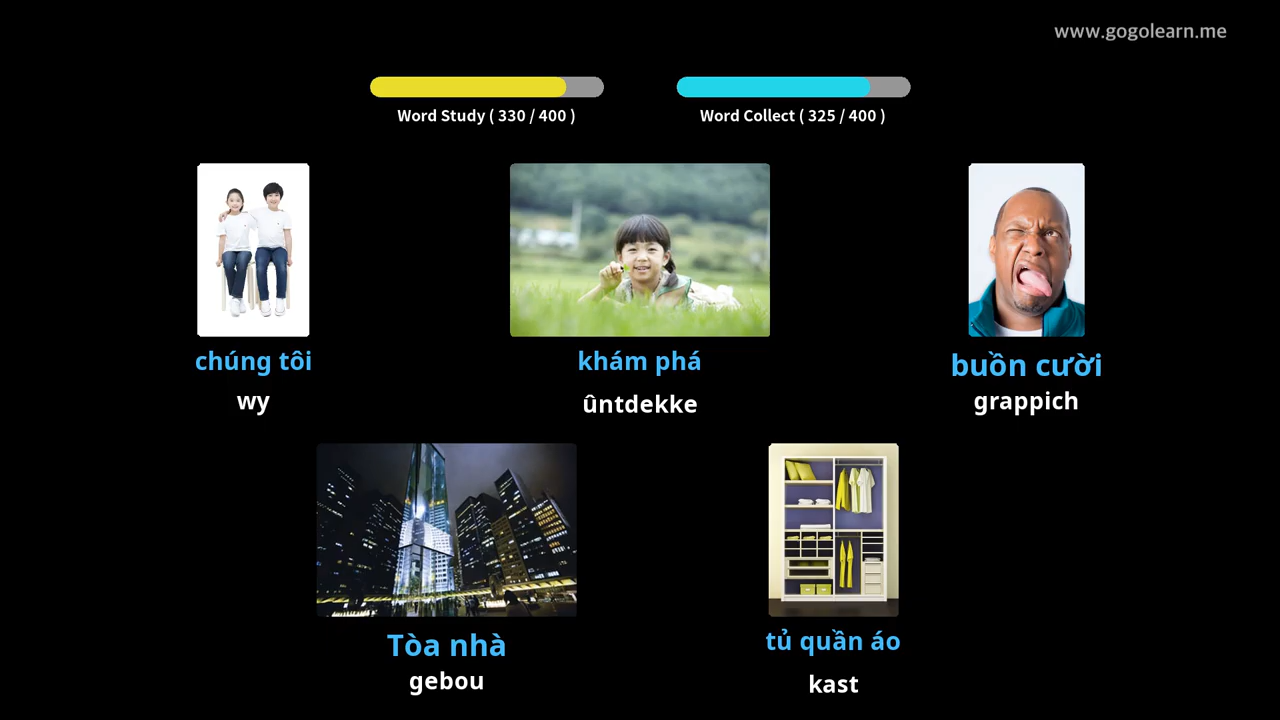 www.gogolearn.me
Word Study ( 330 / 400 )
Word Collect ( 325 / 400 )
chúng tôi
wy
khám phá
ûntdekke
buồn cười
grappich
Tòa nhà
gebou
tủ quần áo
kast